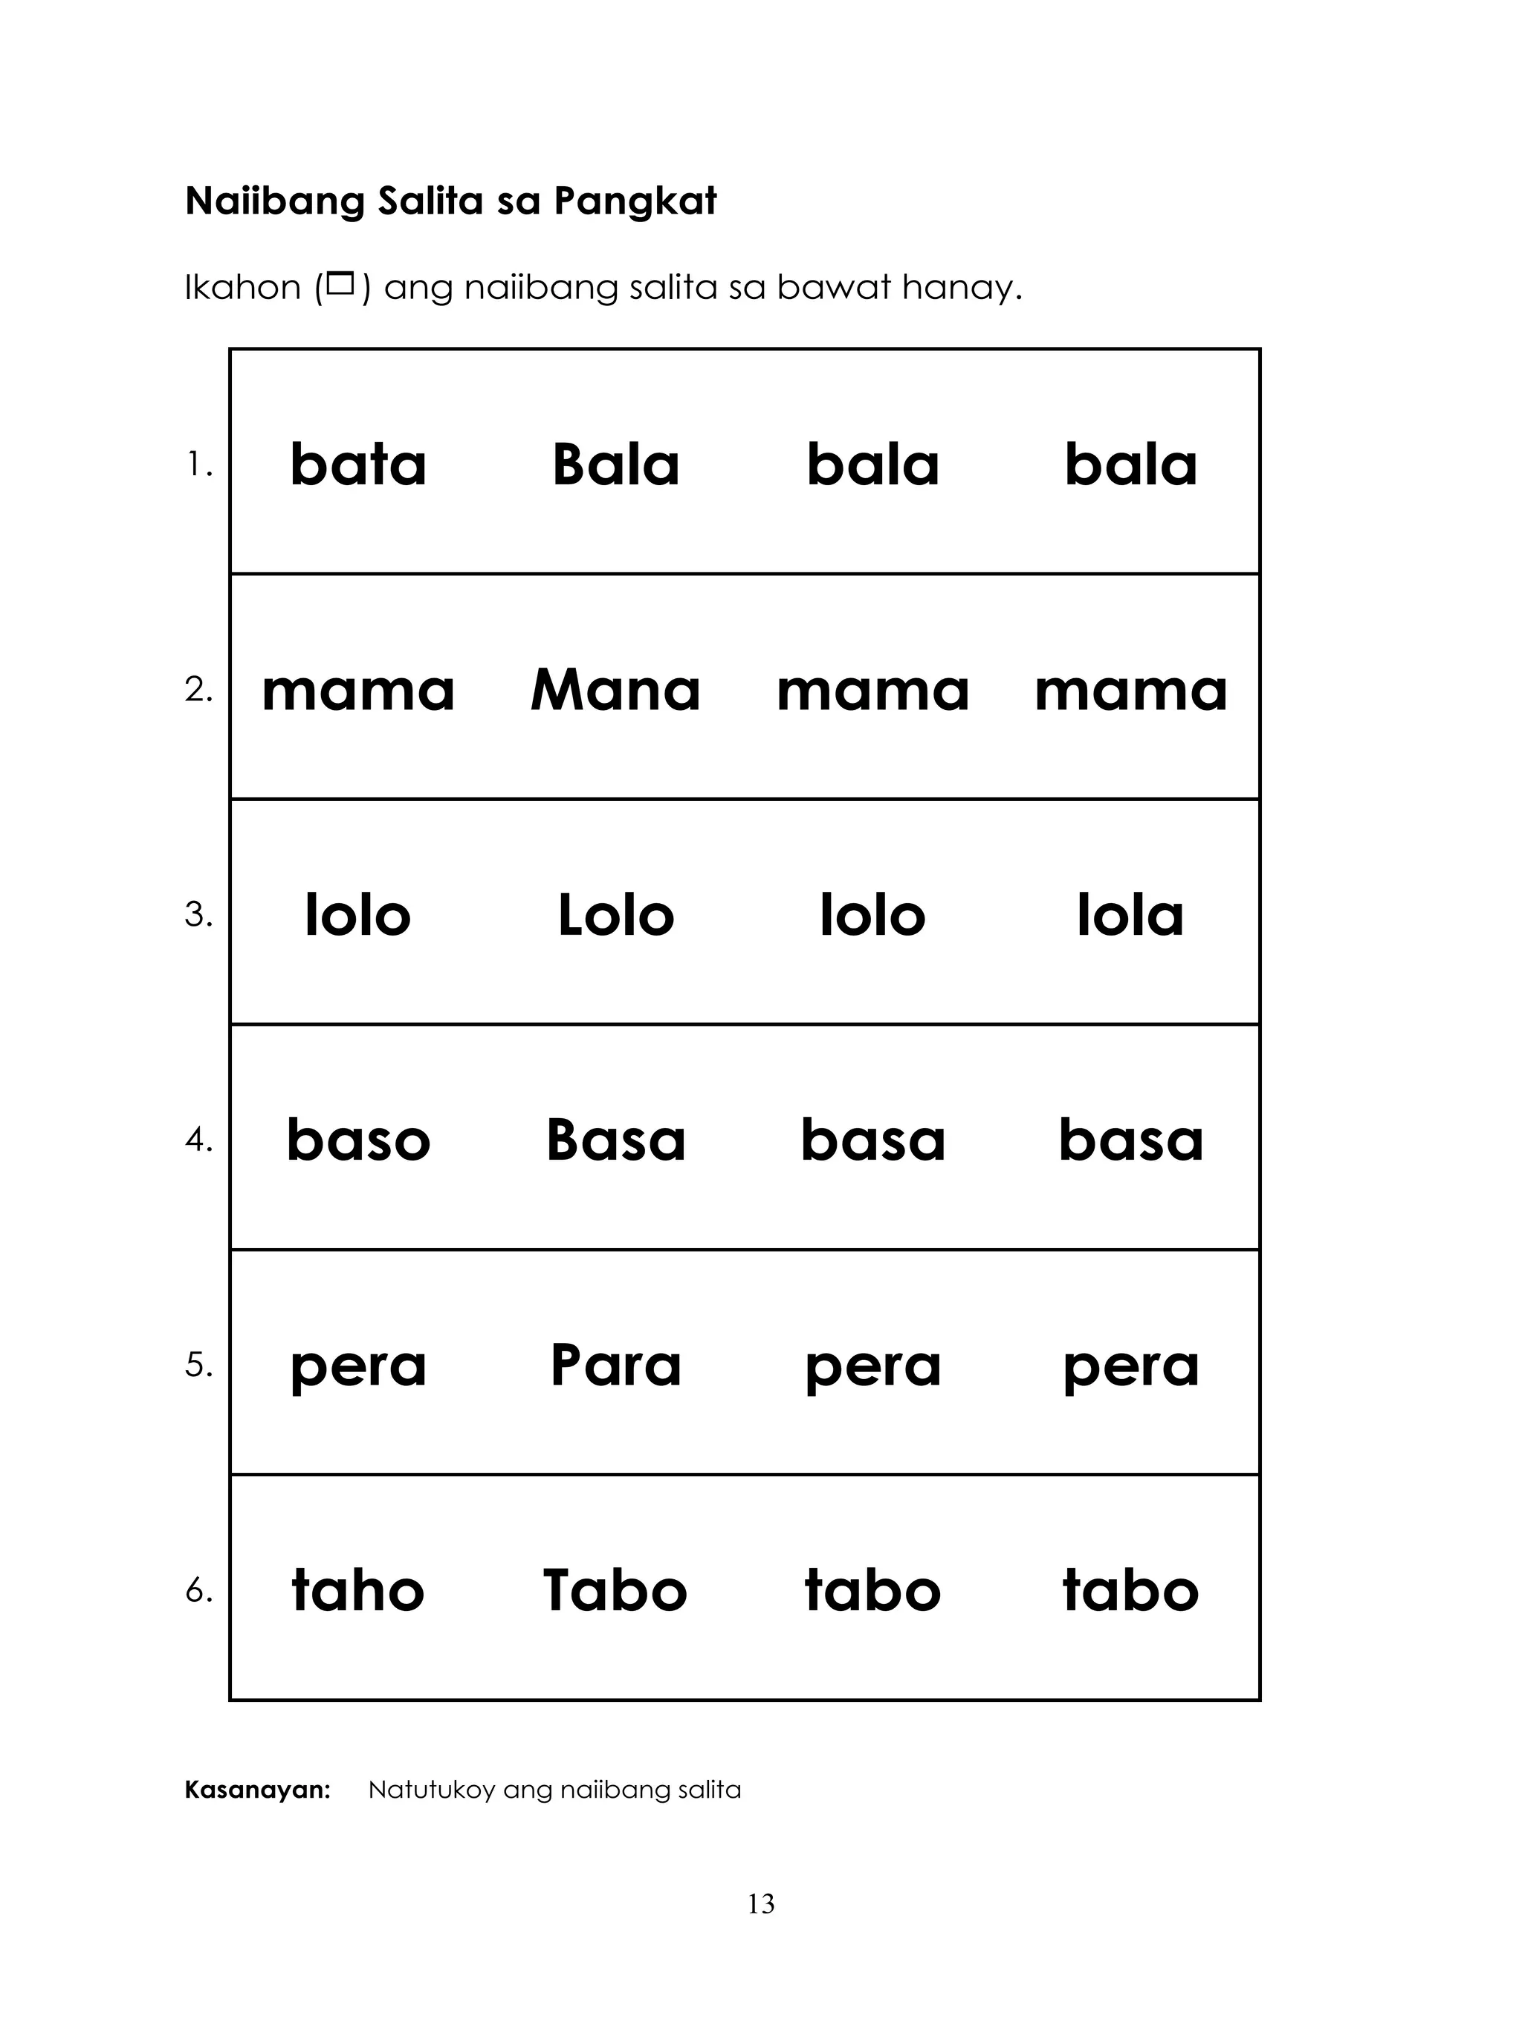 Naiibang Salita sa Pangkat
Ikahon (☐) ang naiibang salita sa bawat hanay.
1. bata Bala bala bala
2. mama Mana mama mama
3. lolo Lolo lolo lola
4. baso Basa basa basa
5. pera Para pera pera
6. taho Tabo tabo tabo
Kasanayan: Natutukoy ang naiibang salita
13